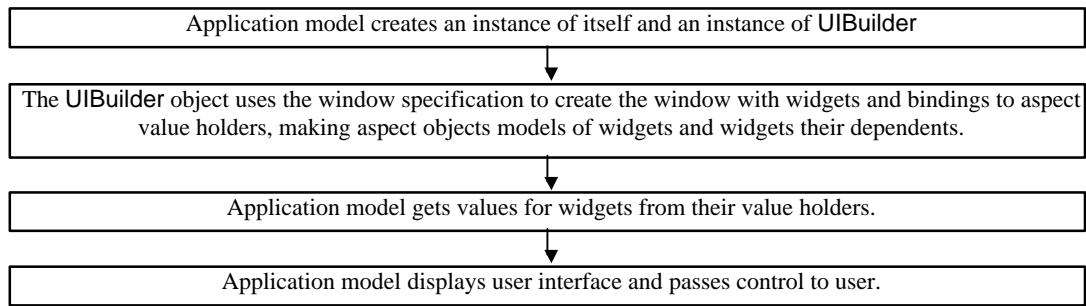 Application model creates an instance of itself and an instance of UIBuilder
The UIBuilder object uses the window specification to create the window with widgets and bindings to aspect
value holders, making aspect objects models of widgets and widgets their dependents.
Application model gets values for widgets from their value holders.
Application model displays user interface and passes control to user.